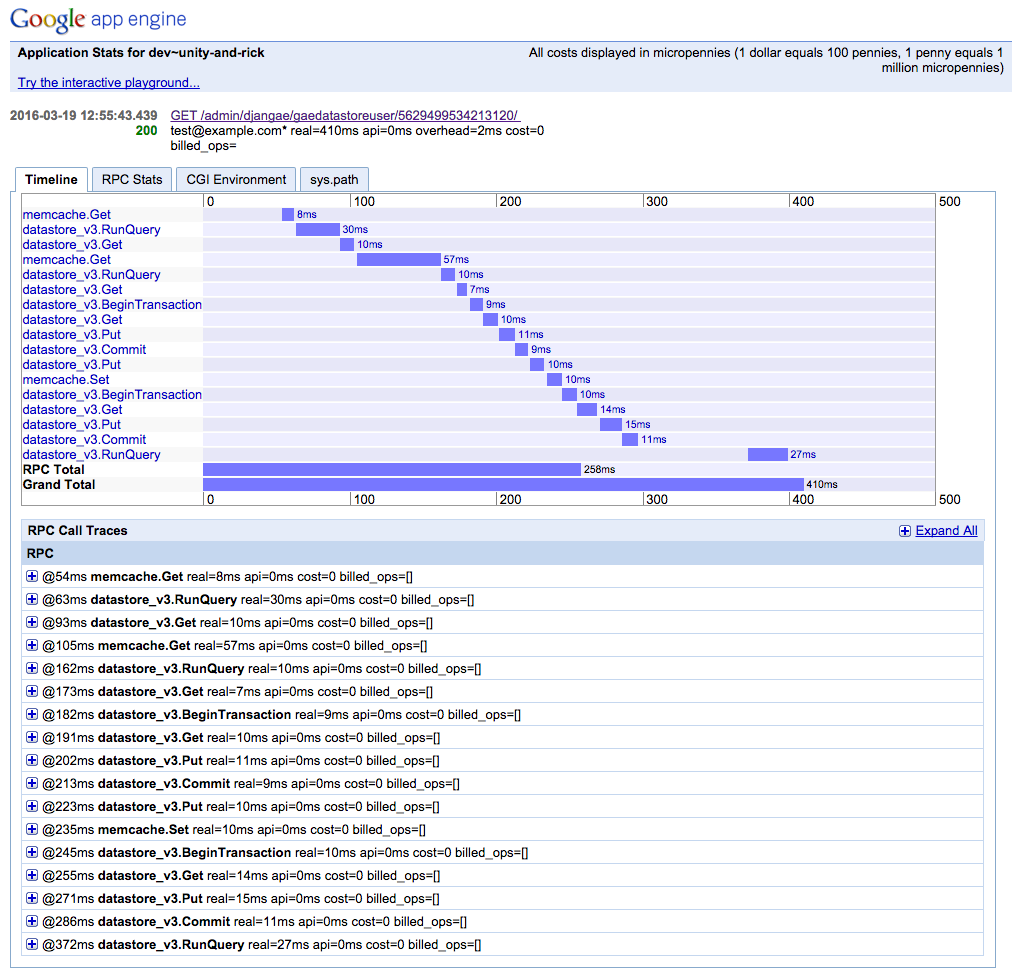 Google app engine
Application Stats for dev~unity-and-rick
All costs displayed in micropennies (1 dollar equals 100 pennies, 1 penny equals 1
million micropennies)
Try the interactive playground...
2016-03-19 12:55:43.439 GET /admin/djangae/gaedatastoreuser/5629499534213120/
200 test@example.com* real=410ms api=0ms overhead=2ms cost=0
billed_ops=
Timeline RPC Stats CGI Environment sys.path
0 100 200 300 400 500
memcache.Get 8ms
datastore_v3.RunQuery 30ms
datastore_v3.Get 10ms
memcache.Get 57ms
datastore_v3.RunQuery 10ms
datastore_v3.Get 7ms
datastore_v3.BeginTransaction 9ms
datastore_v3.Get 10ms
datastore_v3.Put 11ms
datastore_v3.Commit 9ms
datastore_v3.Put 10ms
memcache.Set 10ms
datastore_v3.BeginTransaction 10ms
datastore_v3.Get 14ms
datastore_v3.Put 15ms
datastore_v3.Commit 11ms
datastore_v3.RunQuery 27ms
RPC Total 258ms
Grand Total 410ms
0 100 200 300 400 500
RPC Call Traces Expand All
RPC
@54ms memcache.Get real=8ms api=0ms cost=0 billed_ops=[]
@63ms datastore_v3.RunQuery real=30ms api=0ms cost=0 billed_ops=[]
@93ms datastore_v3.Get real=10ms api=0ms cost=0 billed_ops=[]
@105ms memcache.Get real=57ms api=0ms cost=0 billed_ops=[]
@162ms datastore_v3.RunQuery real=10ms api=0ms cost=0 billed_ops=[]
@173ms datastore_v3.Get real=7ms api=0ms cost=0 billed_ops=[]
@182ms datastore_v3.BeginTransaction real=9ms api=0ms cost=0 billed_ops=[]
@191ms datastore_v3.Get real=10ms api=0ms cost=0 billed_ops=[]
@202ms datastore_v3.Put real=11ms api=0ms cost=0 billed_ops=[]
@213ms datastore_v3.Commit real=9ms api=0ms cost=0 billed_ops=[]
@223ms datastore_v3.Put real=10ms api=0ms cost=0 billed_ops=[]
@235ms memcache.Set real=10ms api=0ms cost=0 billed_ops=[]
@245ms datastore_v3.BeginTransaction real=10ms api=0ms cost=0 billed_ops=[]
@255ms datastore_v3.Get real=14ms api=0ms cost=0 billed_ops=[]
@271ms datastore_v3.Put real=15ms api=0ms cost=0 billed_ops=[]
@286ms datastore_v3.Commit real=11ms api=0ms cost=0 billed_ops=[]
@372ms datastore_v3.RunQuery real=27ms api=0ms cost=0 billed_ops=[]